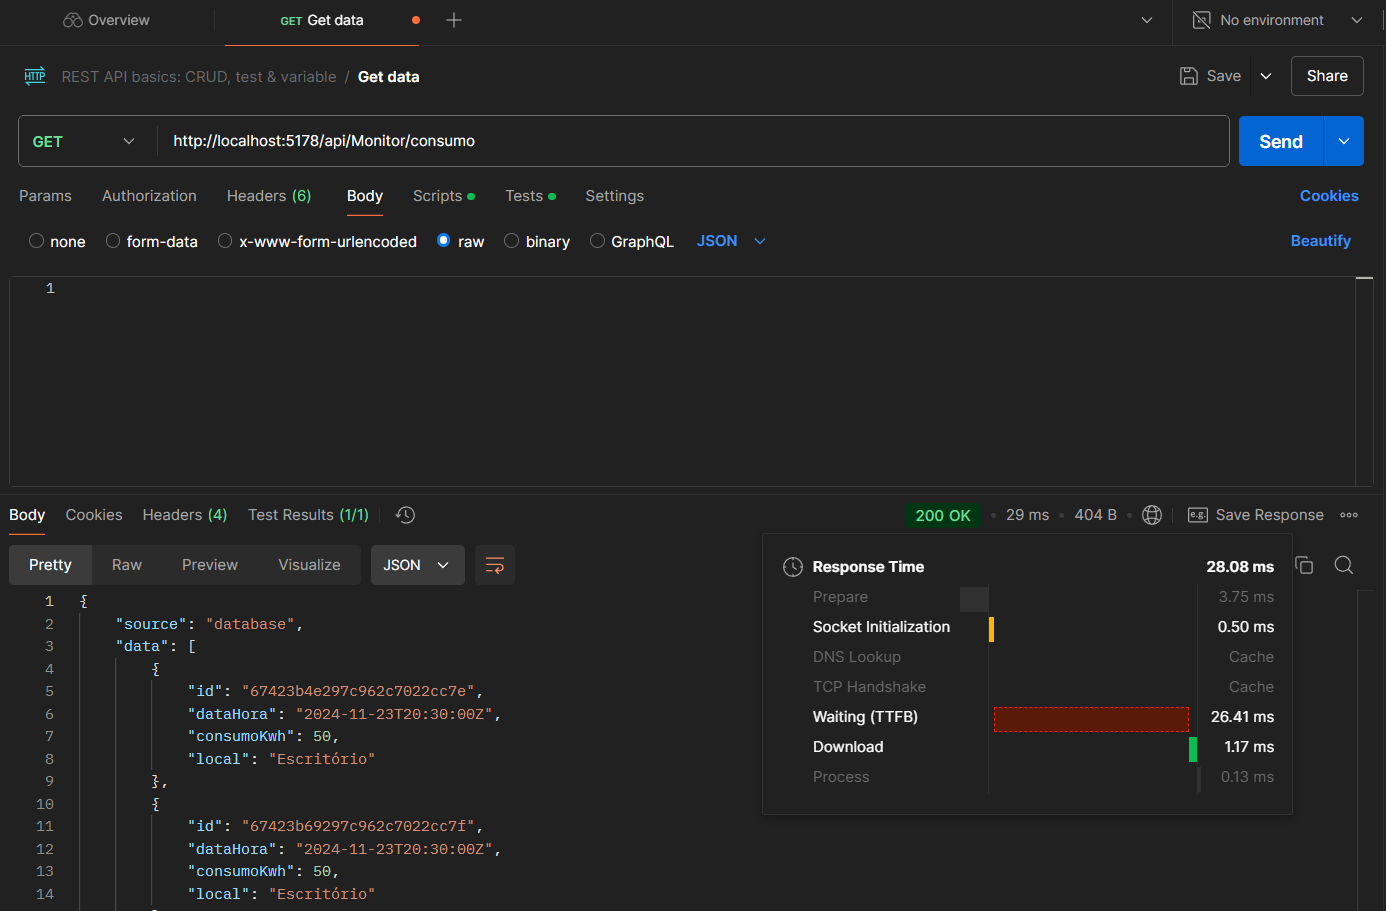 Overview
GET Get data
No environment
HTTP REST API basics: CRUD, test & variable / Get data
Save
Share
GET
http://localhost:5178/api/Monitor/consumo
Send
Params Authorization Headers (6) Body Scripts Tests Settings
Cookies
none form-data x-www-form-urlencoded raw binary GraphQL JSON
Beautify
1
Body Cookies Headers (4) Test Results (1/1)
200 OK 29 ms 404 B e.g. Save Response
Pretty Raw Preview Visualize JSON
Response Time 28.08 ms
Prepare 3.75 ms
Socket Initialization 0.50 ms
DNS Lookup Cache
TCP Handshake Cache
Waiting (TTFB) 26.41 ms
Download 1.17 ms
Process 0.13 ms
1 {
2 "source": "database",
3 "data": [
4 {
5 "id": "67423b4e297c962c7022cc7e",
6 "dataHora": "2024-11-23T20:30:00Z",
7 "consumoKwh": 50,
8 "local": "Escritório"
9 },
10 {
11 "id": "67423b69297c962c7022cc7f",
12 "dataHora": "2024-11-23T20:30:00Z",
13 "consumoKwh": 50,
14 "local": "Escritório"